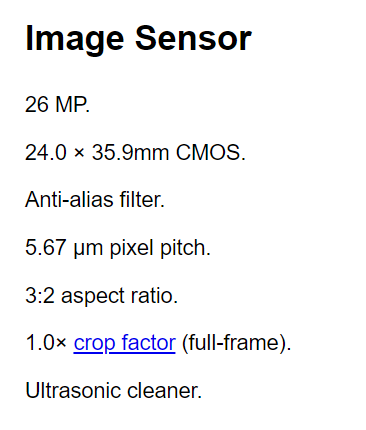 Image Sensor
26 MP.
24.0 × 35.9mm CMOS.
Anti-alias filter.
5.67 µm pixel pitch.
3:2 aspect ratio.
1.0× crop factor (full-frame).
Ultrasonic cleaner.